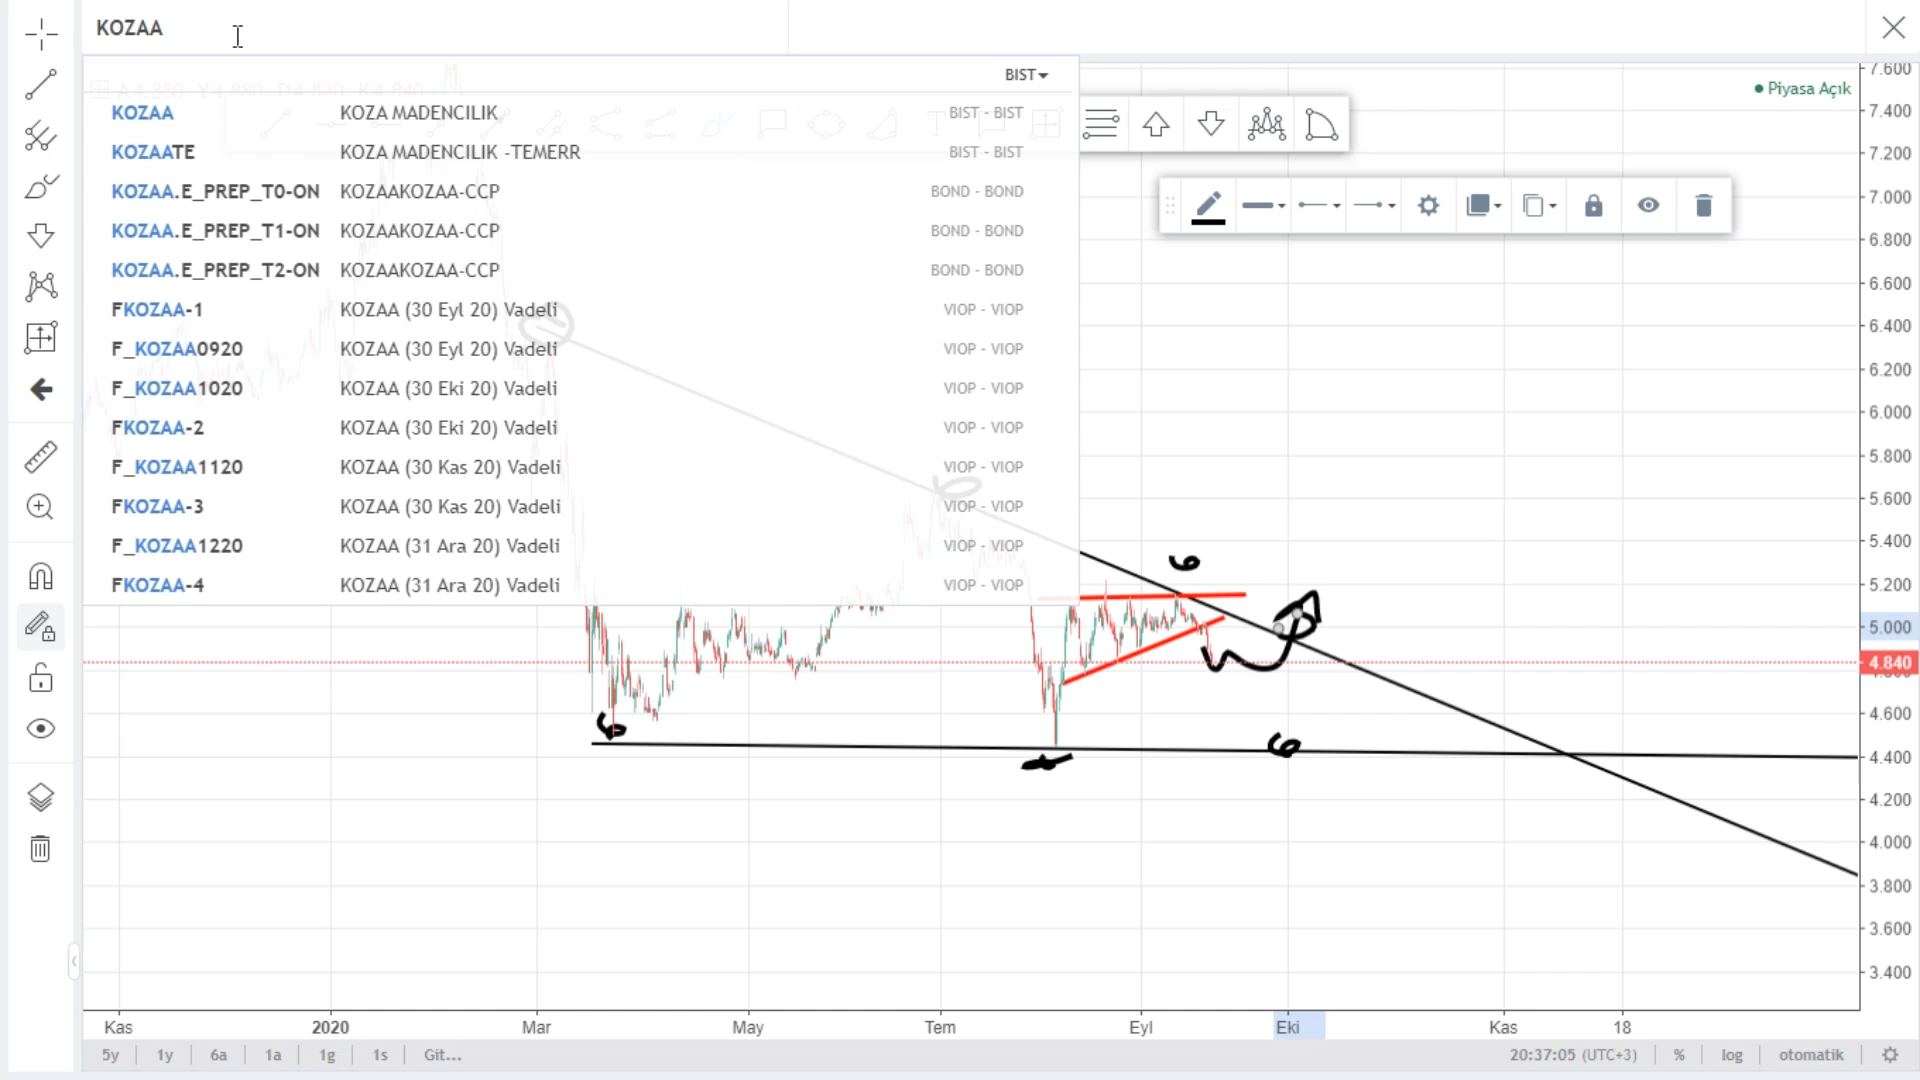 KOZAA
BIST
A4.880 Y4.880 D4.820 K4.840
KOZAA KOZA MADENCILIK BIST - BIST
KOZAATE KOZA MADENCILIK -TEMERR BIST - BIST
KOZAA.E_PREP_T0-ON KOZAAKOZAA-CCP BOND - BOND
KOZAA.E_PREP_T1-ON KOZAAKOZAA-CCP BOND - BOND
KOZAA.E_PREP_T2-ON KOZAAKOZAA-CCP BOND - BOND
FKOZAA-1 KOZAA (30 Eyl 20) Vadeli VIOP - VIOP
F_KOZAA0920 KOZAA (30 Eyl 20) Vadeli VIOP - VIOP
F_KOZAA1020 KOZAA (30 Eki 20) Vadeli VIOP - VIOP
FKOZAA-2 KOZAA (30 Eki 20) Vadeli VIOP - VIOP
F_KOZAA1120 KOZAA (30 Kas 20) Vadeli VIOP - VIOP
FKOZAA-3 KOZAA (30 Kas 20) Vadeli VIOP - VIOP
F_KOZAA1220 KOZAA (31 Ara 20) Vadeli VIOP - VIOP
FKOZAA-4 KOZAA (31 Ara 20) Vadeli VIOP - VIOP
Piyasa Açık
7.600
7.400
7.200
7.000
6.800
6.600
6.400
6.200
6.000
5.800
5.600
5.400
5.200
5.000
4.840
4.600
4.400
4.200
4.000
3.800
3.600
3.400
Kas 2020 Mar May Tem Eyl Eki Kas 18
5y 1y 6a 1a 1g 1s Git... 20:37:05 (UTC+3) % log otomatik